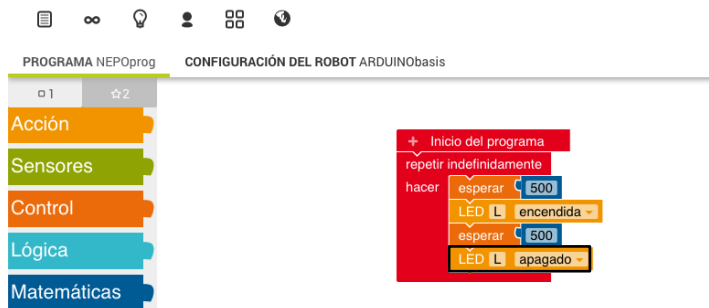 PROGRAMA NEPOprog CONFIGURACIÓN DEL ROBOT ARDUINObasis
1 2
Acción
Sensores
Control
Lógica
Matemáticas
+ Inicio del programa
repetir indefinidamente
hacer esperar 500
LED L encendida
esperar 500
LED L apagado